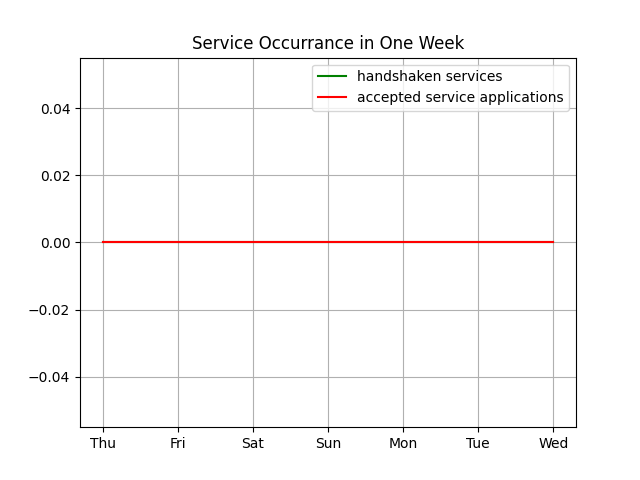 Service Occurrance in One Week
handshaken services
accepted service applications
0.04
0.02
0.00
−0.02
−0.04
Thu Fri Sat Sun Mon Tue Wed